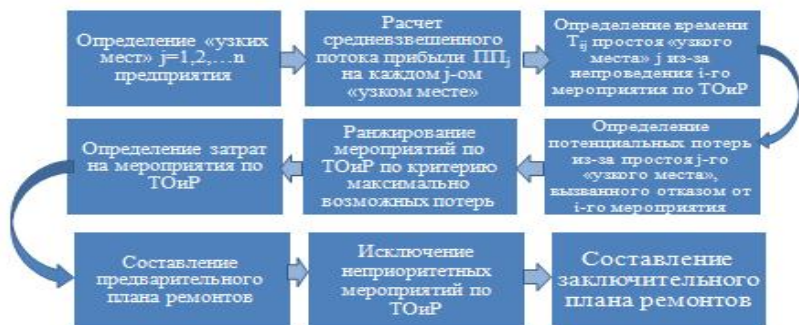 Определение «узких
мест» j=1,2,…n
предприятия
Расчет
средневзвешенного
потока прибыли ППj
на каждом j-ом
«узком месте»
Определение времени
Tij простоя «узкого
места» j из-за
непроведения i-го
мероприятия по ТОиР
Определение
потенциальных потерь
из-за простоя j-го
«узкого места»,
вызванного отказом от
i-го мероприятия
Ранжирование
мероприятий по
ТОиР по критерию
максимально
возможных потерь
Определение затрат
на мероприятия по
ТОиР
Составление
предварительного
плана ремонтов
Исключение
неприоритетных
мероприятий по
ТОиР
Составление
заключительного
плана ремонтов